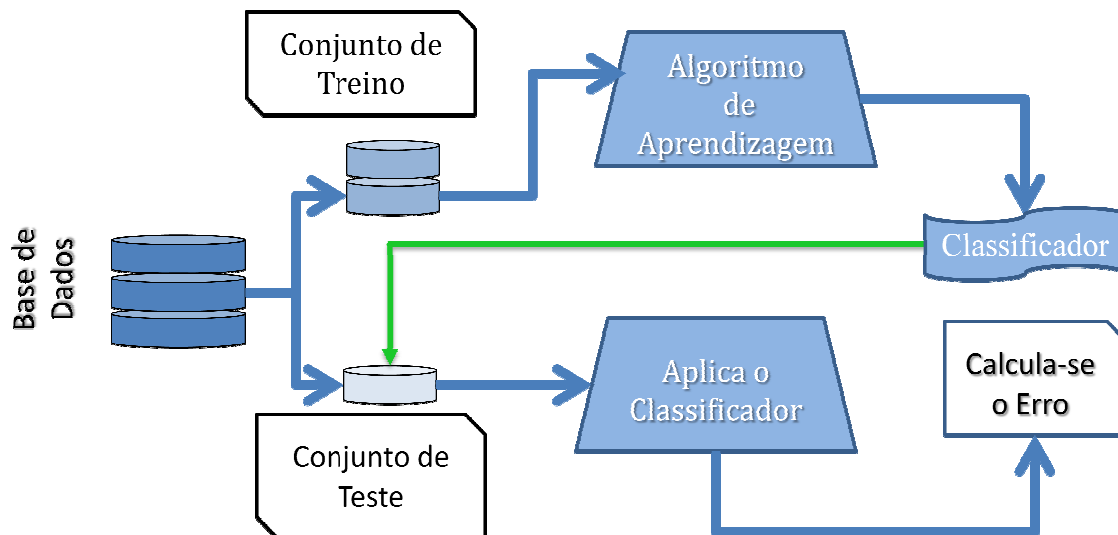 Conjunto de
Treino
Algoritmo
de
Aprendizagem
Base de
Dados
Classificador
Conjunto de
Teste
Aplica o
Classificador
Calcula-se
o Erro